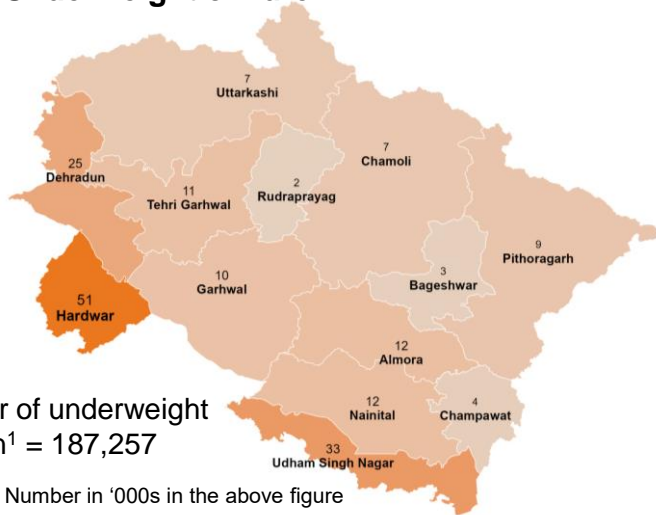 7
Uttarkashi
7
Chamoli
25
Dehradun
2
Rudraprayag
11
Tehri Garhwal
9
Pithoragarh
3
Bageshwar
10
Garhwal
51
Hardwar
12
Almora
12
Nainital
4
Champawat
33
Udham Singh Nagar
of underweight
= 187,257
Number in '000s in the above figure